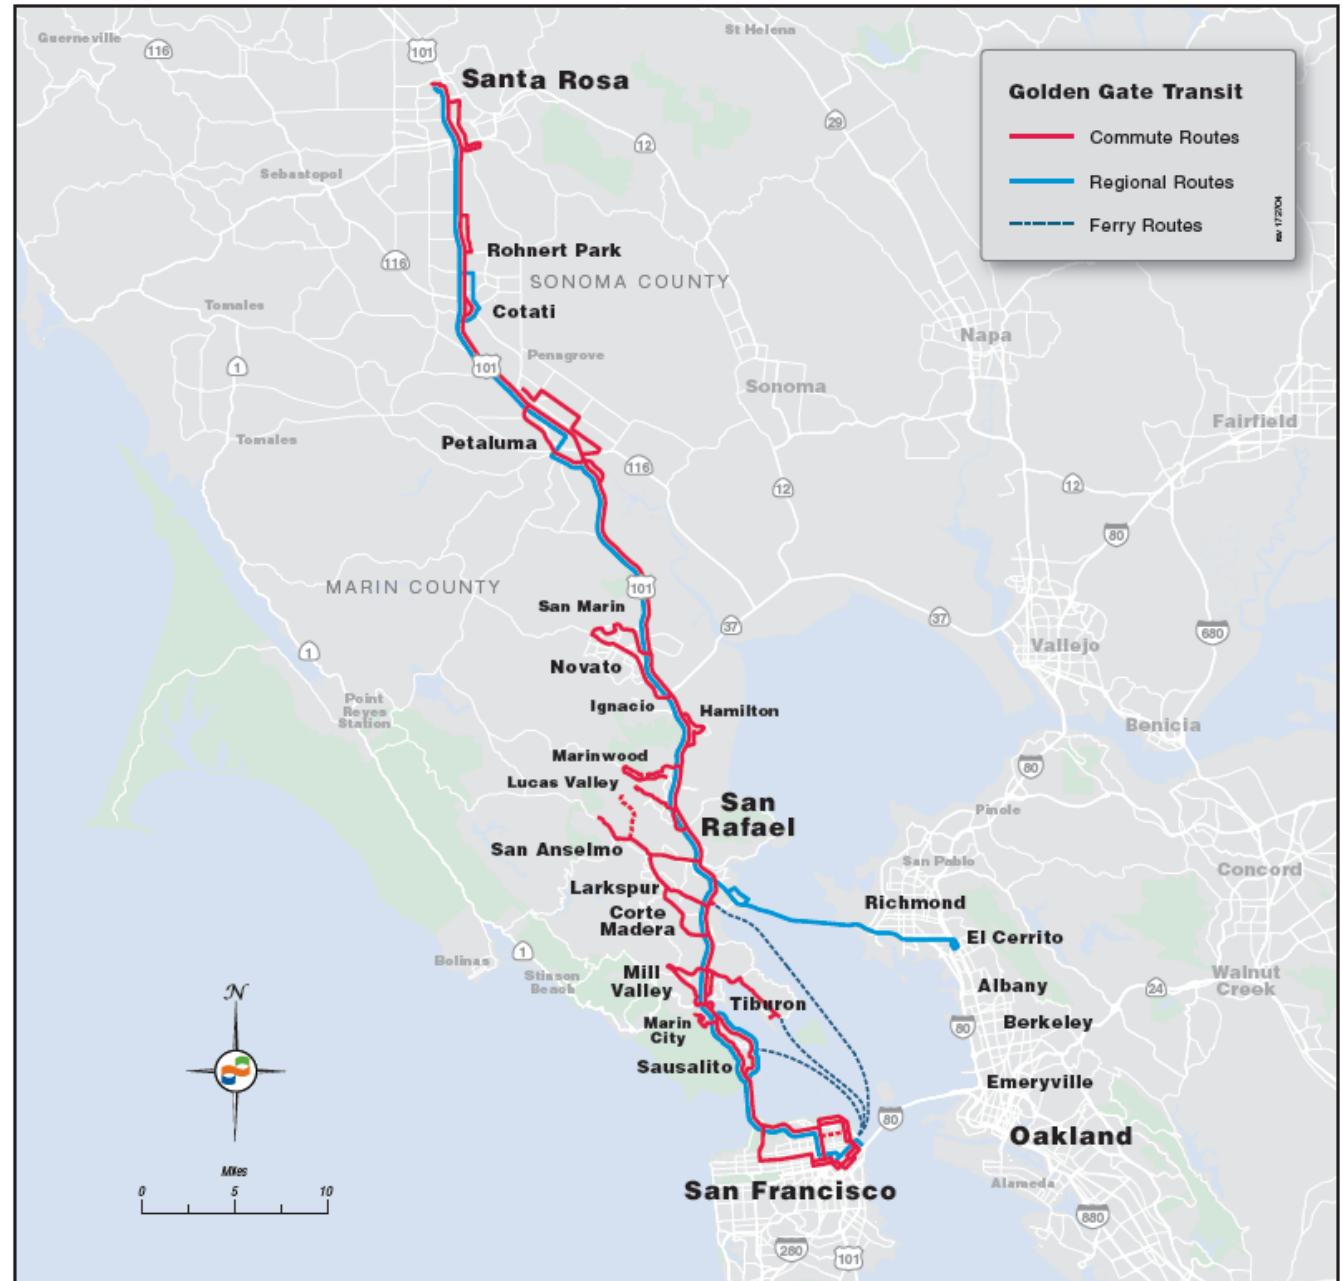 Guerneville
116
101
St Helena
Santa Rosa
Golden Gate Transit
Commute Routes
Regional Routes
Ferry Routes
29
12
Sebastopol
Rohnert Park
116
SONOMA COUNTY
Tomales
Cotati
Napa
1
101
Penngrove
Sonoma
Fairfield
Petaluma
Tomales
116
12
12
80
MARIN COUNTY
101
San Marin
37
37
680
1
Vallejo
Novato
Point
Reyes
Station
Ignacio
Hamilton
Benicia
Marinwood
80
Lucas Valley
San
Rafael
Pinole
San Anselmo
San Pablo
Concord
Larkspur
Richmond
Corte
Madera
El Cerrito
Bolinas
1
Stinson
Beach
Mill
Valley
Tiburon
Albany
24
Walnut
Creek
N
Marin
City
80
Berkeley
Sausalito
Emeryville
80
Oakland
Miles
0
5
10
San Francisco
Alameda
880
280
101